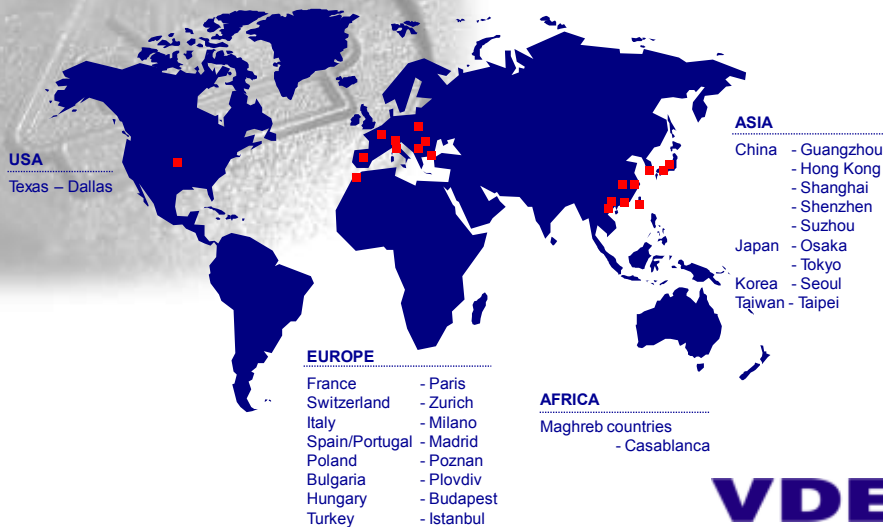 USA
Texas – Dallas
ASIA
China - Guangzhou
- Hong Kong
- Shanghai
- Shenzhen
- Suzhou
Japan - Osaka
- Tokyo
Korea - Seoul
Taiwan - Taipei
EUROPE
France - Paris
Switzerland - Zurich
Italy - Milano
Spain/Portugal - Madrid
Poland - Poznan
Bulgaria - Plovdiv
Hungary - Budapest
Turkey - Istanbul
AFRICA
Maghreb countries
- Casablanca
VDE